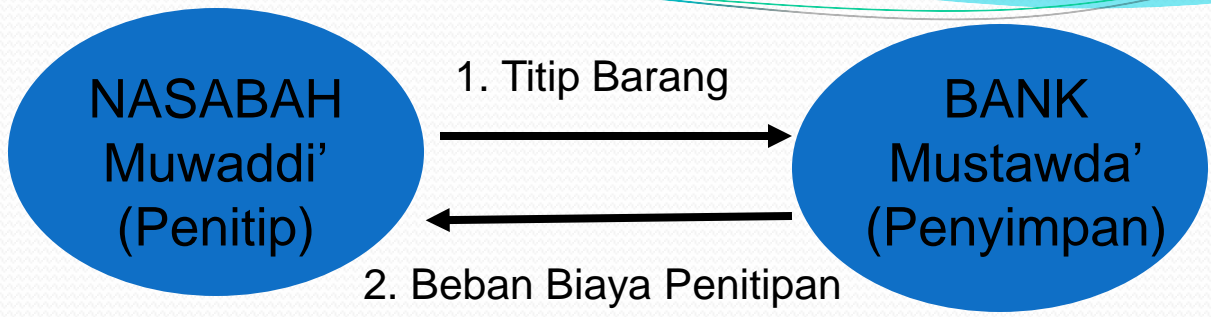 NASABAH
Muwaddi’
(Penitip)
1. Titip Barang
2. Beban Biaya Penitipan
BANK
Mustawda’
(Penyimpan)